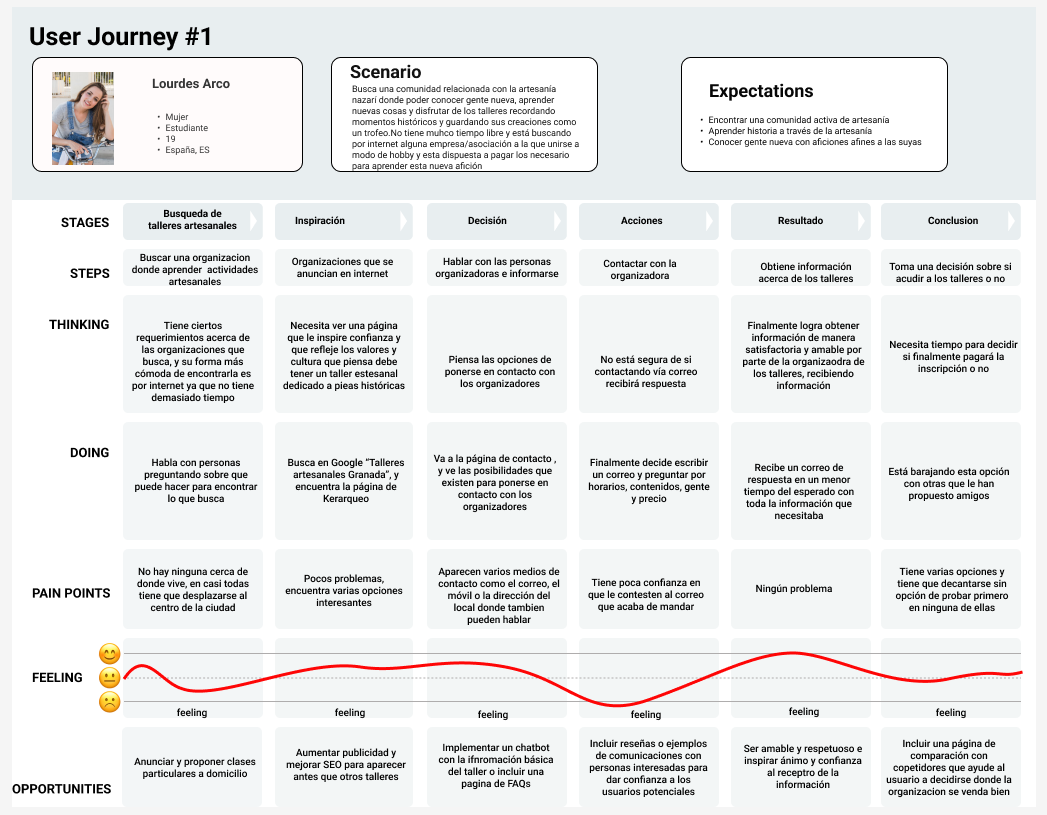 User Journey #1
Lourdes Arco
• Mujer
• Estudiante
• 19
• España, ES
Scenario
Busca una comunidad relacionada con la artesanía
nazarí donde poder conocer gente nueva, aprender
nuevas cosas y disfrutar de los talleres recordando
momentos históricos y guardando sus creaciones como
un trofeo.No tiene muhco tiempo libre y está buscando
por internet alguna empresa/asociación a la que unirse a
modo de hobby y esta dispuesta a pagar los necesario
para aprender esta nueva afición
Expectations
• Encontrar una comunidad activa de artesanía
• Aprender historia a través de la artesanía
• Conocer gente nueva con aficiones afines a las suyas
STAGES
Busqueda de
talleres artesanales
Inspiración
Decisión
Acciones
Resultado
Conclusion
STEPS
Buscar una organizacion
donde aprender actividades
artesanales
Organizaciones que se
anuncian en internet
Hablar con las personas
organizadoras e informarse
Contactar con la
organizadora
Obtiene información
acerca de los talleres
Toma una decisión sobre si
acudir a los talleres o no
THINKING
Tiene ciertos
requerimientos acerca de
las organizaciones que
busca, y su forma más
cómoda de encontrarla es
por internet ya que no tiene
demasiado tiempo
Necesita ver una página
que le inspire confianza y
que refleje los valores y
cultura que piensa debe
tener un taller estesanal
dedicado a pieas históricas
Piensa las opciones de
ponerse en contacto con
los organizadores
No está segura de si
contactando vía correo
recibirá respuesta
Finalmente logra obtener
información de manera
satisfactoria y amable por
parte de la organizaodra de
los talleres, recibiendo
información
Necesita tiempo para decidir
si finalmente pagará la
inscripción o no
DOING
Habla con personas
preguntando sobre que
puede hacer para encontrar
lo que busca
Busca en Google “Talleres
artesanales Granada”, y
encuentra la página de
Kerarqueo
Va a la página de contacto ,
y ve las posibilidades que
existen para ponerse en
contacto con los
organizadores
Finalmente decide escribir
un correo y preguntar por
horarios, contenidos, gente
y precio
Recibe un correo de
respuesta en un menor
tiempo del esperado con
toda la información que
necesitaba
Está barajando esta opción
con otras que le han
propuesto amigos
PAIN POINTS
No hay ninguna cerca de
donde vive, en casi todas
tiene que desplazarse al
centro de la ciudad
Pocos problemas,
encuentra varias opciones
interesantes
Aparecen varios medios de
contacto como el correo, el
móvil o la dirección del
local donde tambien
pueden hablar
Tiene poca confianza en
que le contesten al correo
que acaba de mandar
Ningún problema
Tiene varias opciones y
tiene que decantarse sin
opción de probar primero
en ninguna de ellas
FEELING
feeling
feeling
feeling
feeling
feeling
feeling
OPPORTUNITIES
Anunciar y proponer clases
particulares a domicilio
Aumentar publicidad y
mejorar SEO para aparecer
antes que otros talleres
Implementar un chatbot
con la ifnromación básica
del taller o incluir una
pagina de FAQs
Incluir reseñas o ejemplos
de comunicaciones con
personas interesadas para
dar confianza a los
usuarios potenciales
Ser amable y respetuoso e
inspirar ánimo y confianza
al receptro de la
información
Incluir una página de
comparación con
copetidores que ayude al
usuario a decidirse donde la
organizacion se venda bien